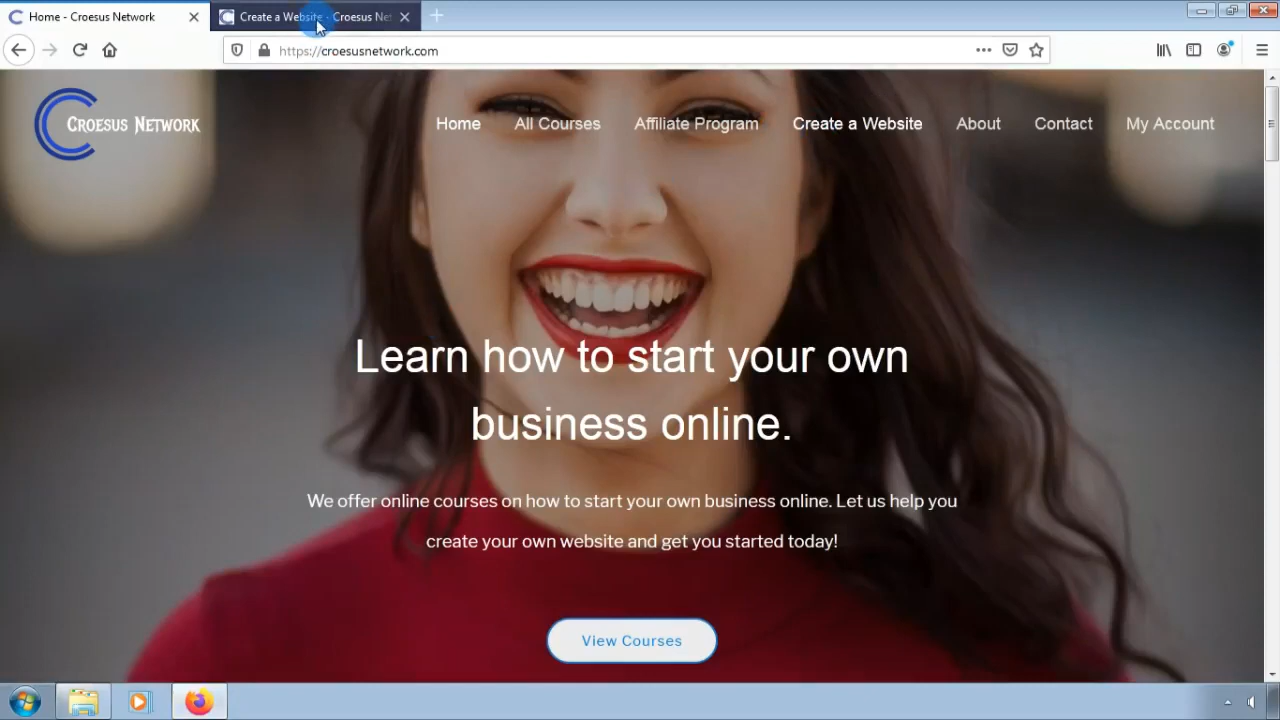 Home - Croesus Network
Create a Website - Croesus Net
https://croesusnetwork.com
CROESUS NETWORK
Home
All Courses
Affiliate Program
Create a Website
About
Contact
My Account
Learn how to start your own
business online.
We offer online courses on how to start your own business online. Let us help you
create your own website and get you started today!
View Courses